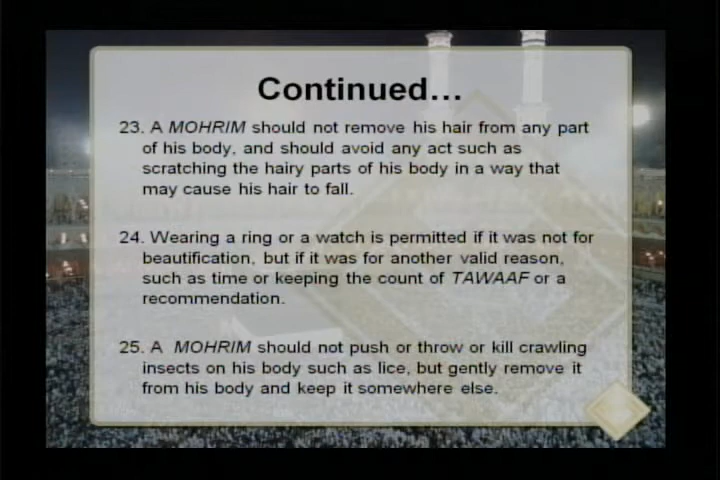 Continued...
23. A MOHRIM should not remove his hair from any part
of his body, and should avoid any act such as
scratching the hairy parts of his body in a way that
may cause his hair to fall.
24. Wearing a ring or a watch is permitted if it was not for
beautification, but if it was for another valid reason,
such as time or keeping the count of TAWAAF or a
recommendation.
25. A MOHRIM should not push or throw or kill crawling
insects on his body such as lice, but gently remove it
from his body and keep it somewhere else.